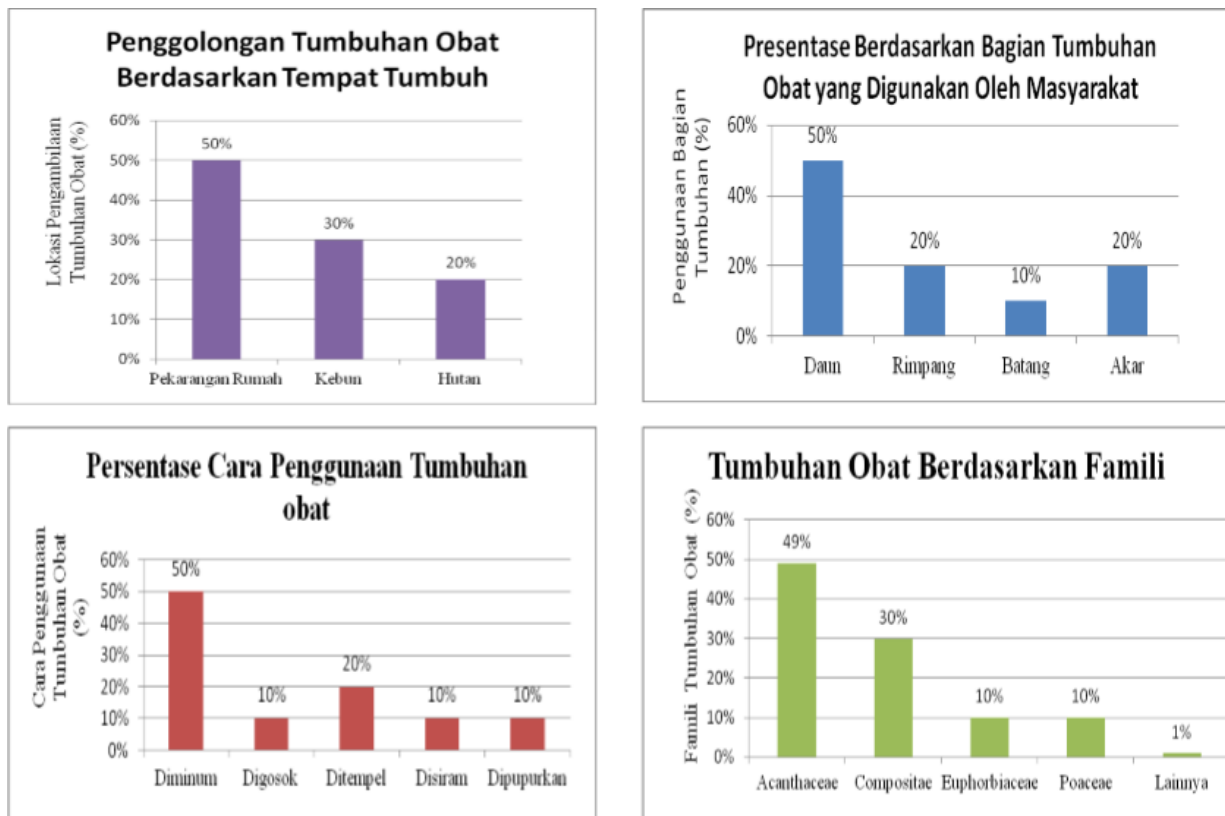 Penggolongan Tumbuhan Obat
Berdasarkan Tempat Tumbuh
Lokasi Pengambilaan
Tumbuhan Obat (%)
60%
50%
40%
30%
20%
10%
0%
50%
30%
20%
Pekarangan Rumah Kebun Hutan
Presentase Berdasarkan Bagian Tumbuhan
Obat yang Digunakan Oleh Masyarakat
Penggunaan Bagian
Tumbuhan (%)
60%
40%
20%
0%
50%
20%
10%
20%
Daun Rimpang Batang Akar
Persentase Cara Penggunaan Tumbuhan
obat
Cara Penggunaan
Tumbuhan Obat
(%)
60%
50%
40%
30%
20%
10%
0%
50%
10%
20%
10%
10%
Diminum Digosok Ditempel Disiram Dipupurkan
Tumbuhan Obat Berdasarkan Famili
Famili Tumbuhan Obat (%)
60%
50%
40%
30%
20%
10%
0%
49%
30%
10%
10%
1%
Acanthaceae Compositae Euphorbiaceae Poaceae Lainnya